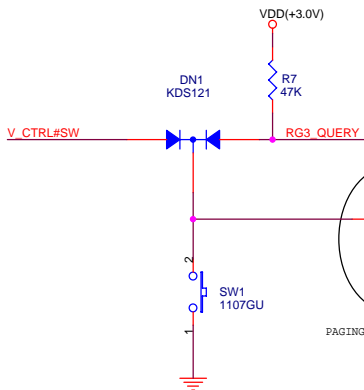 VDD(+3.0V)
DN1
KDS121
R7
47K
V_CTRL#SW
RG3_QUERY
2
SW1
1107GU
1
PAGING